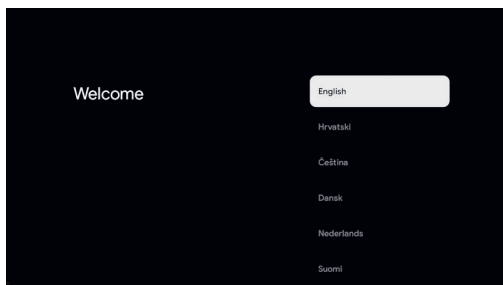 Welcome
English
Hrvatski
Čeština
Dansk
Nederlands
Suomi